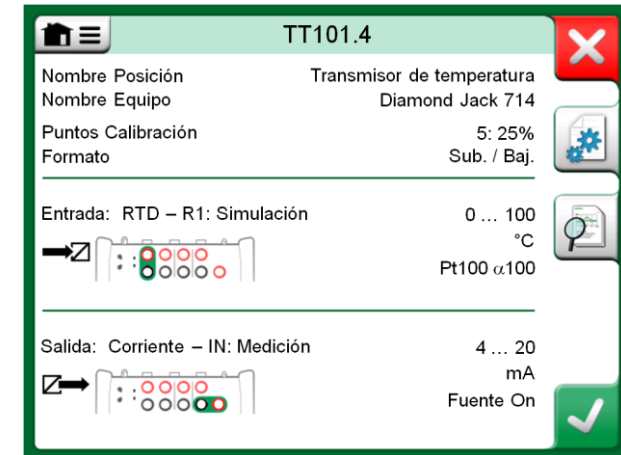 TT101.4
Nombre Posición Transmisor de temperatura
Nombre Equipo Diamond Jack 714
Puntos Calibración 5: 25%
Formato Sub. / Baj.
Entrada: RTD – R1: Simulación 0 ... 100
°C
Pt100 α100
Salida: Corriente – IN: Medición 4 ... 20
mA
Fuente On